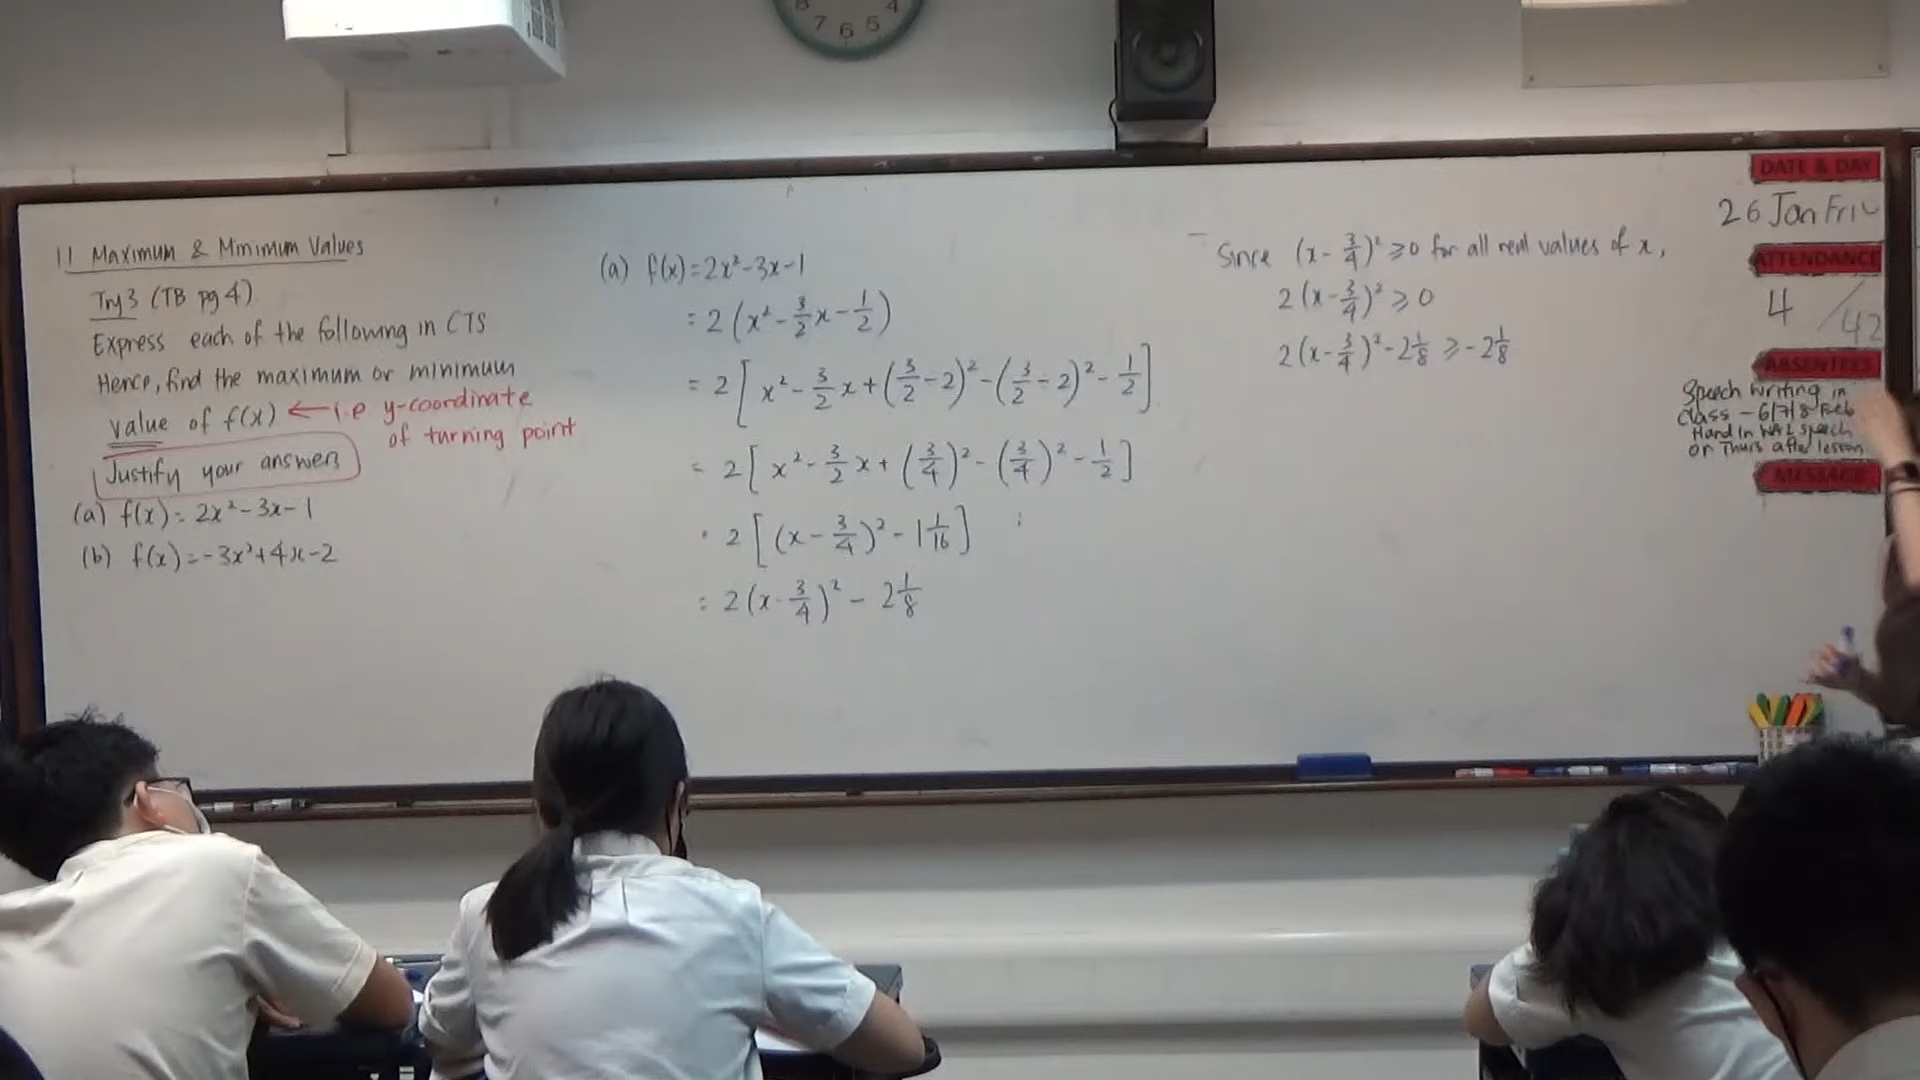 11 Maximum & Minimum Values
Try 3 (TB pg 4)
Express each of the following in CTS
Hence, find the maximum or minimum
value of f(x) ← i.e y-coordinate
of turning point
Justify your answers
(a) f(x) = 2x² - 3x - 1
(b) f(x) = -3x² + 4x - 2
(a) f(x) = 2x² - 3x - 1
= 2(x² - 3/2 x - 1/2)
= 2[x² - 3/2 x + (3/2 ÷ 2)² - (3/2 ÷ 2)² - 1/2]
= 2[x² - 3/2 x + (3/4)² - (3/4)² - 1/2]
= 2[(x - 3/4)² - 1 1/16]
= 2(x - 3/4)² - 2 1/8
Since (x - 3/4)² ≥ 0 for all real values of x,
2(x - 3/4)² ≥ 0
2(x - 3/4)² - 2 1/8 ≥ -2 1/8
DATE & DAY
26 Jan Fri
ATTENDANCE
4 / 42
ABSENTEES
Speech writing in
class - 6/7/8 Feb
Hand in speech
or Thurs after lesson
MESSAGE
8 7 6 5 4